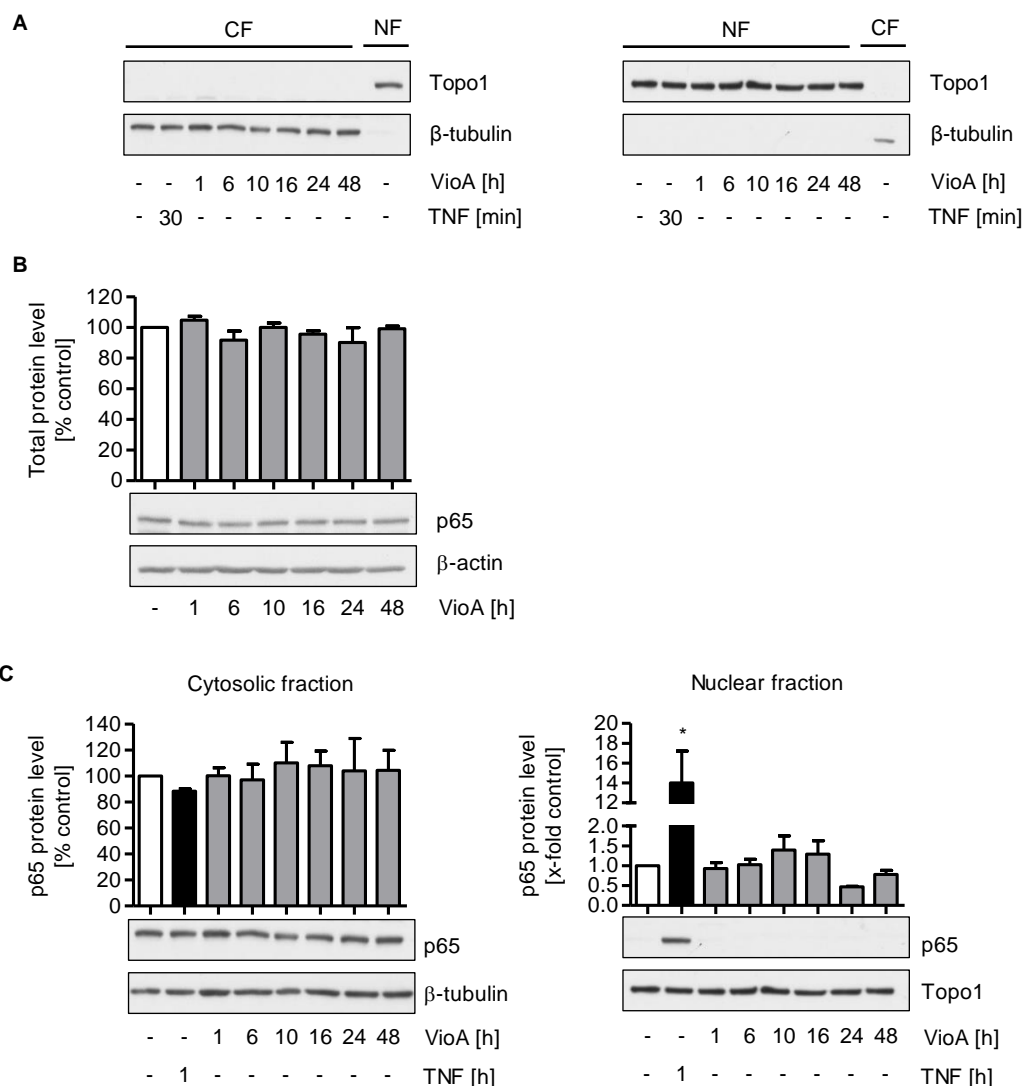 A
CF NF
Topo1
β-tubulin
- - 1 6 10 16 24 48 - VioA [h]
- 30 - - - - - - - TNF [min]
NF CF
Topo1
β-tubulin
- - 1 6 10 16 24 48 - VioA [h]
- 30 - - - - - - - TNF [min]
B
Total protein level
[% control]
120
100
80
60
40
20
0
p65
β-actin
- 1 6 10 16 24 48 VioA [h]
C
Cytosolic fraction
p65 protein level
[% control]
140
120
100
80
60
40
20
0
p65
β-tubulin
- - 1 6 10 16 24 48 VioA [h]
- 1 - - - - - - TNF [h]
Nuclear fraction
p65 protein level
[x-fold control]
20
18
16
14
12
2.0
1.5
1.0
0.5
0.0
*
p65
Topo1
- - 1 6 10 16 24 48 VioA [h]
- 1 - - - - - - TNF [h]